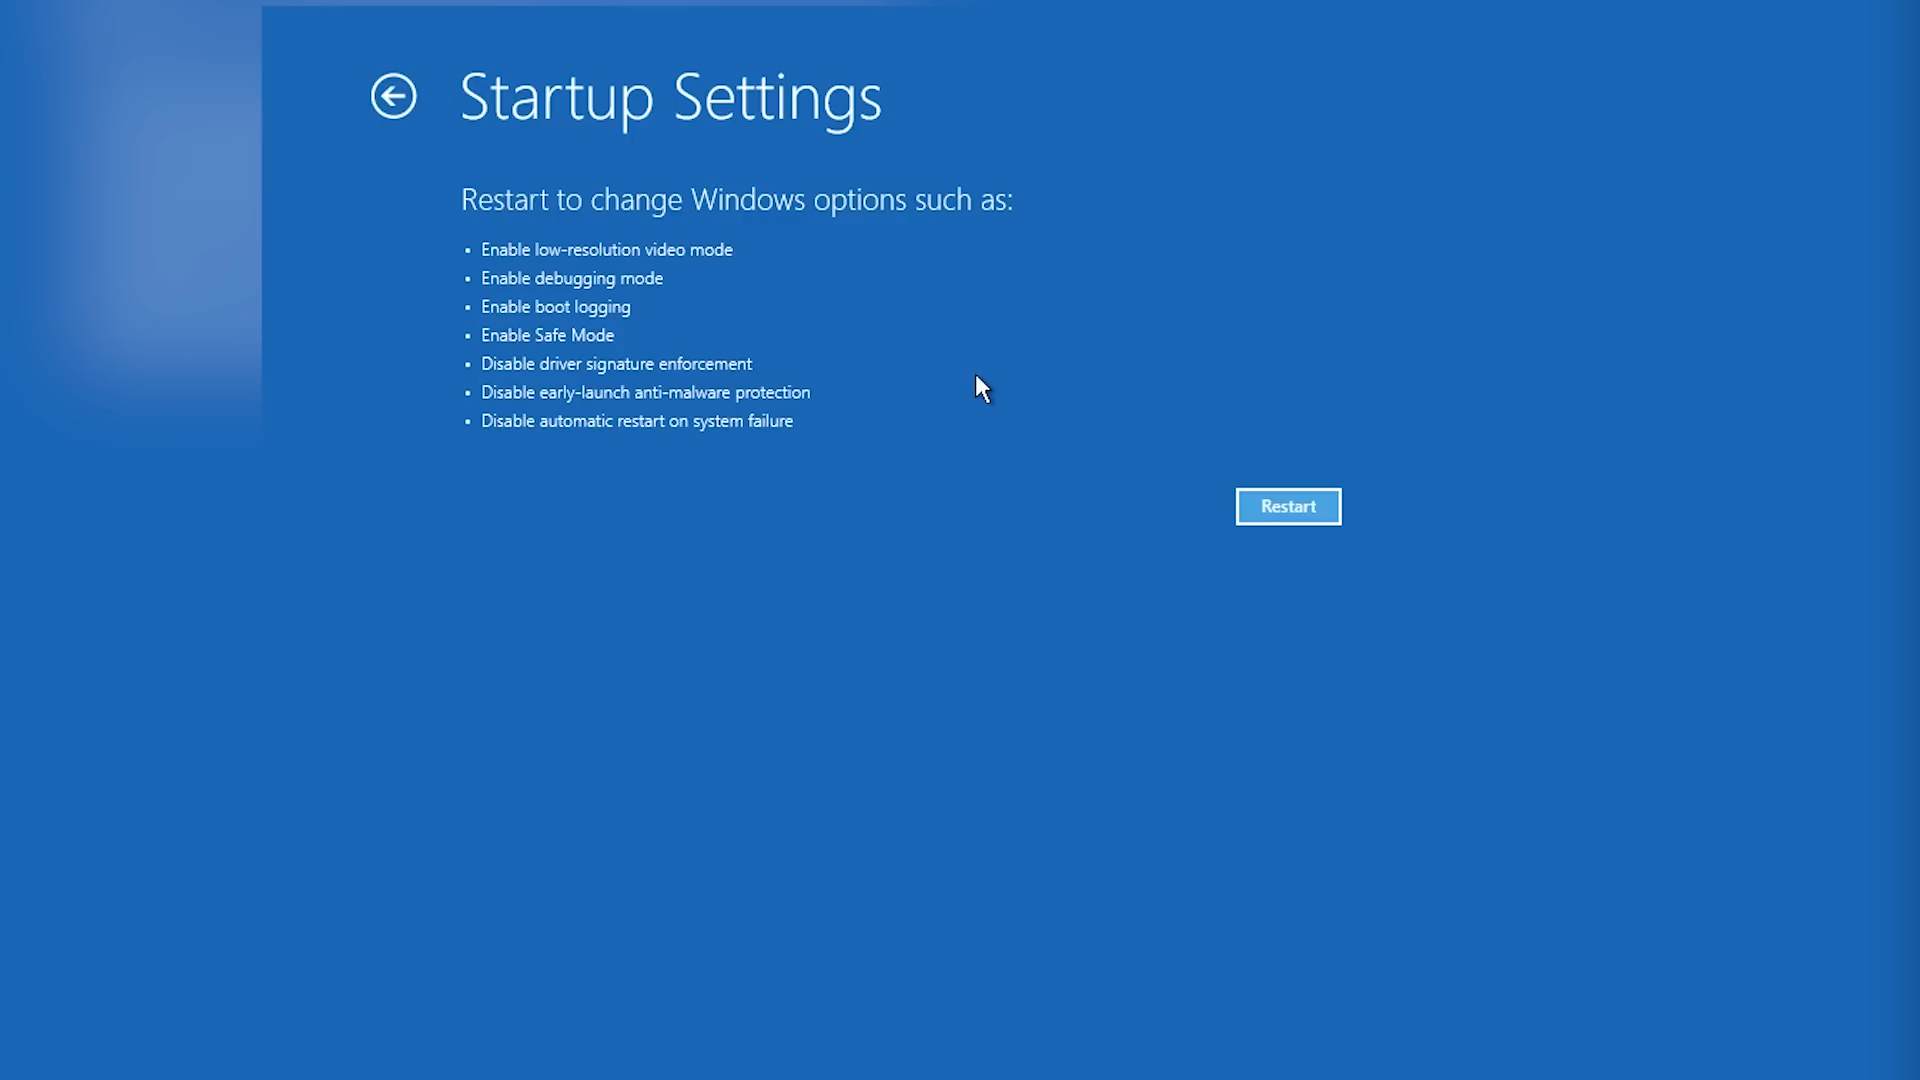 Startup Settings
Restart to change Windows options such as:
• Enable low-resolution video mode
• Enable debugging mode
• Enable boot logging
• Enable Safe Mode
• Disable driver signature enforcement
• Disable early-launch anti-malware protection
• Disable automatic restart on system failure
Restart